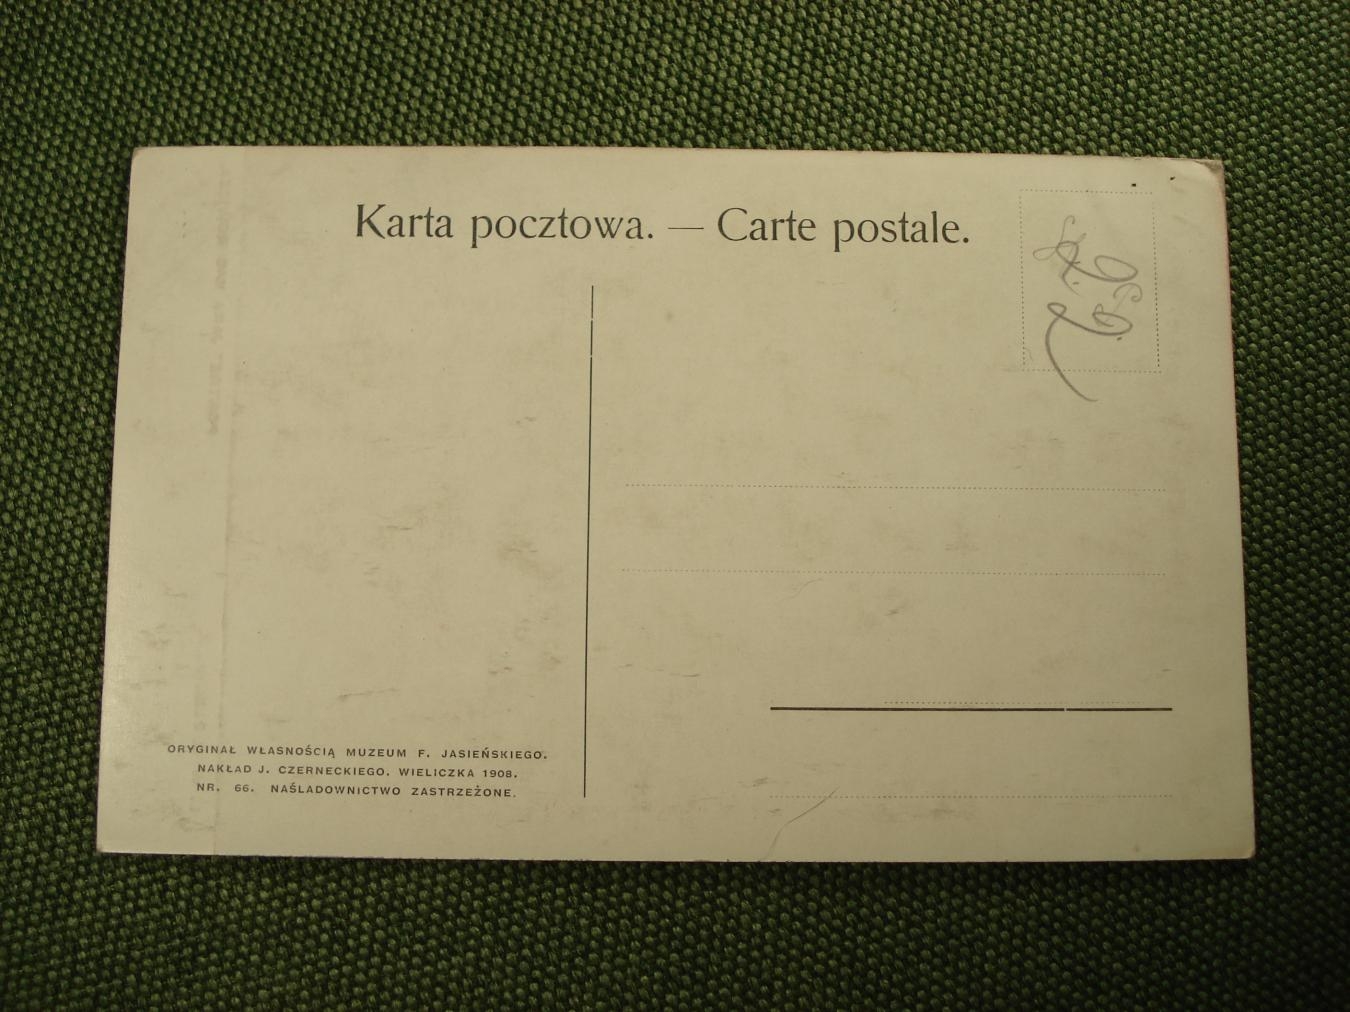 Karta pocztowa. — Carte postale.
ORYGINAŁ WŁASNOŚCIĄ MUZEUM F. JASIEŃSKIEGO.
NAKŁAD J. CZERNECKIEGO. WIELICZKA 1908.
NR. 66. NAŚLADOWNICTWO ZASTRZEŻONE.